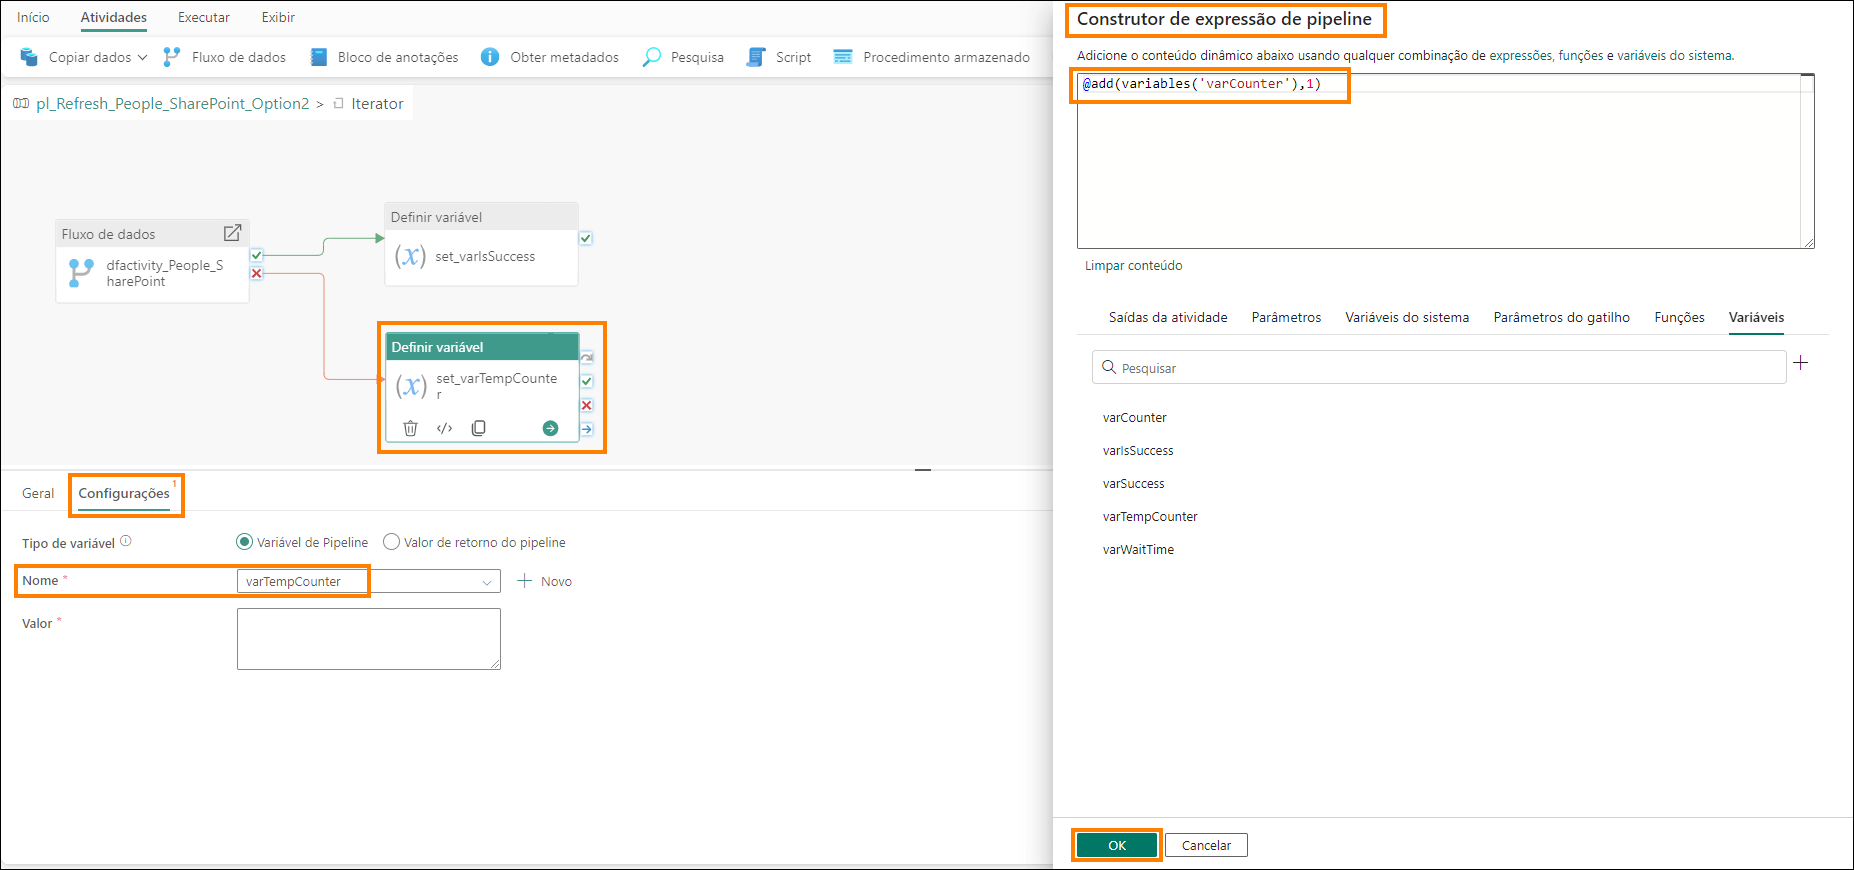 Início Atividades Executar Exibir
Copiar dados Fluxo de dados Bloco de anotações Obter metadados Pesquisa Script Procedimento armazenado
pl_Refresh_People_SharePoint_Option2 > Iterator
Fluxo de dados
dfactivity_People_S
harePoint
Definir variável
(x) set_varIsSuccess
Definir variável
(x) set_varTempCounte
r
Geral Configurações 1
Tipo de variável Variável de Pipeline Valor de retorno do pipeline
Nome * varTempCounter Novo
Valor *
Construtor de expressão de pipeline
Adicione o conteúdo dinâmico abaixo usando qualquer combinação de expressões, funções e variáveis do sistema.
@add(variables('varCounter'),1)
Limpar conteúdo
Saídas da atividade Parâmetros Variáveis do sistema Parâmetros do gatilho Funções Variáveis
Pesquisar
varCounter
varIsSuccess
varSuccess
varTempCounter
varWaitTime
OK Cancelar